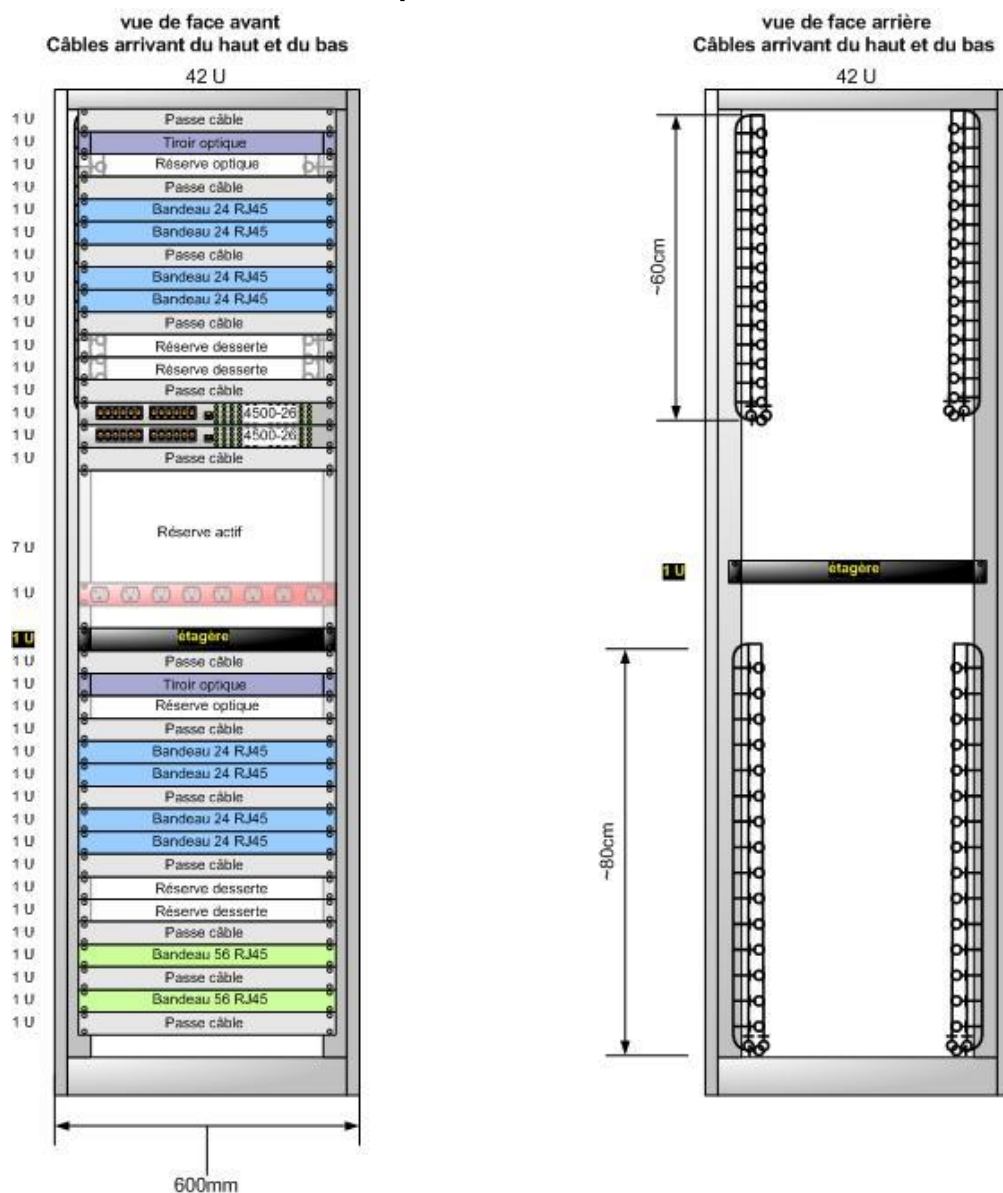 vue de face avant
Câbles arrivant du haut et du bas
42 U
1 U Passe câble
1 U Tiroir optique
1 U Réserve optique
1 U Passe câble
1 U Bandeau 24 RJ45
1 U Bandeau 24 RJ45
1 U Passe câble
1 U Bandeau 24 RJ45
1 U Bandeau 24 RJ45
1 U Passe câble
1 U Réserve desserte
1 U Réserve desserte
1 U Passe câble
1 U 4500-26
1 U 4500-26
1 U Passe câble
Réserve actif
7 U
1 U
1 U étagère
1 U Passe câble
1 U Tiroir optique
1 U Réserve optique
1 U Passe câble
1 U Bandeau 24 RJ45
1 U Bandeau 24 RJ45
1 U Passe câble
1 U Bandeau 24 RJ45
1 U Bandeau 24 RJ45
1 U Passe câble
1 U Réserve desserte
1 U Réserve desserte
1 U Passe câble
1 U Bandeau 56 RJ45
1 U Passe câble
1 U Bandeau 56 RJ45
1 U Passe câble
600mm
vue de face arrière
Câbles arrivant du haut et du bas
42 U
~60cm
1 U étagère
~80cm